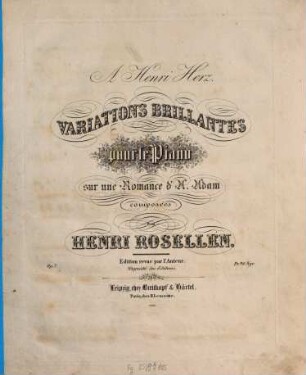 A Henri Herz.
VARIATIONS BRILLANTES
pour le Piano
sur une Romance d'A. Adam
composées
HENRI ROSELLEN.
Edition revue par l'Auteur.
Leipzig, chez Breitkopf & Härtel.